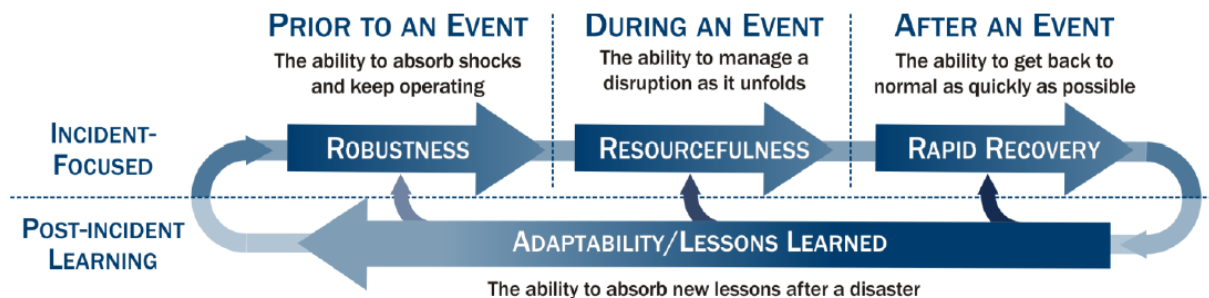 PRIOR TO AN EVENT
The ability to absorb shocks
and keep operating
DURING AN EVENT
The ability to manage a
disruption as it unfolds
AFTER AN EVENT
The ability to get back to
normal as quickly as possible
INCIDENT-
FOCUSED
ROBUSTNESS
RESOURCEFULNESS
RAPID RECOVERY
POST-INCIDENT
LEARNING
ADAPTABILITY/LESSONS LEARNED
The ability to absorb new lessons after a disaster